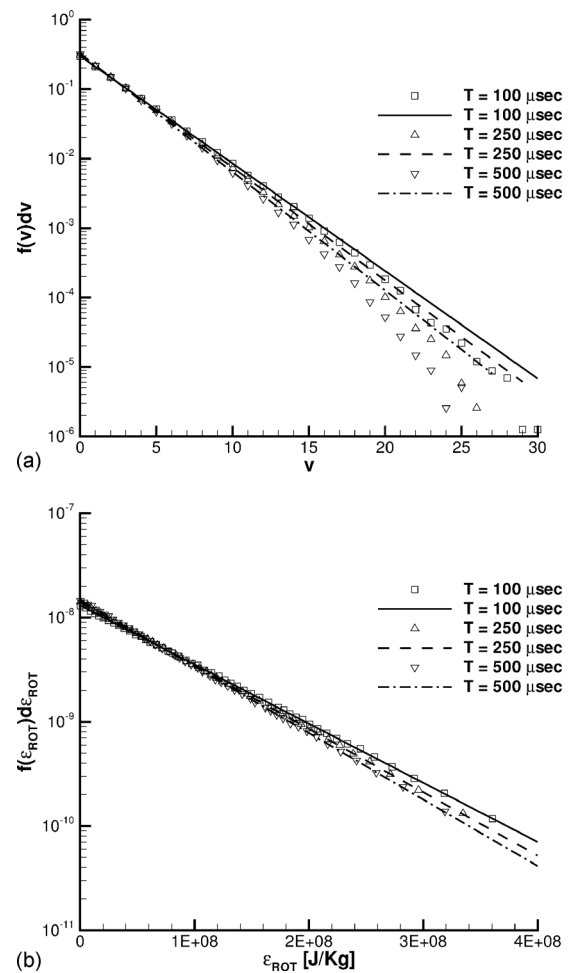 10⁰
10⁻¹
10⁻²
10⁻³
10⁻⁴
10⁻⁵
10⁻⁶
f(v)dv
T = 100 μsec
T = 100 μsec
T = 250 μsec
T = 250 μsec
T = 500 μsec
T = 500 μsec
0 5 10 15 20 25 30
v
(a)
10⁻⁷
10⁻⁸
10⁻⁹
10⁻¹⁰
10⁻¹¹
f(ε_ROT)dε_ROT
T = 100 μsec
T = 100 μsec
T = 250 μsec
T = 250 μsec
T = 500 μsec
T = 500 μsec
0 1E+08 2E+08 3E+08 4E+08
ε_ROT [J/Kg]
(b)